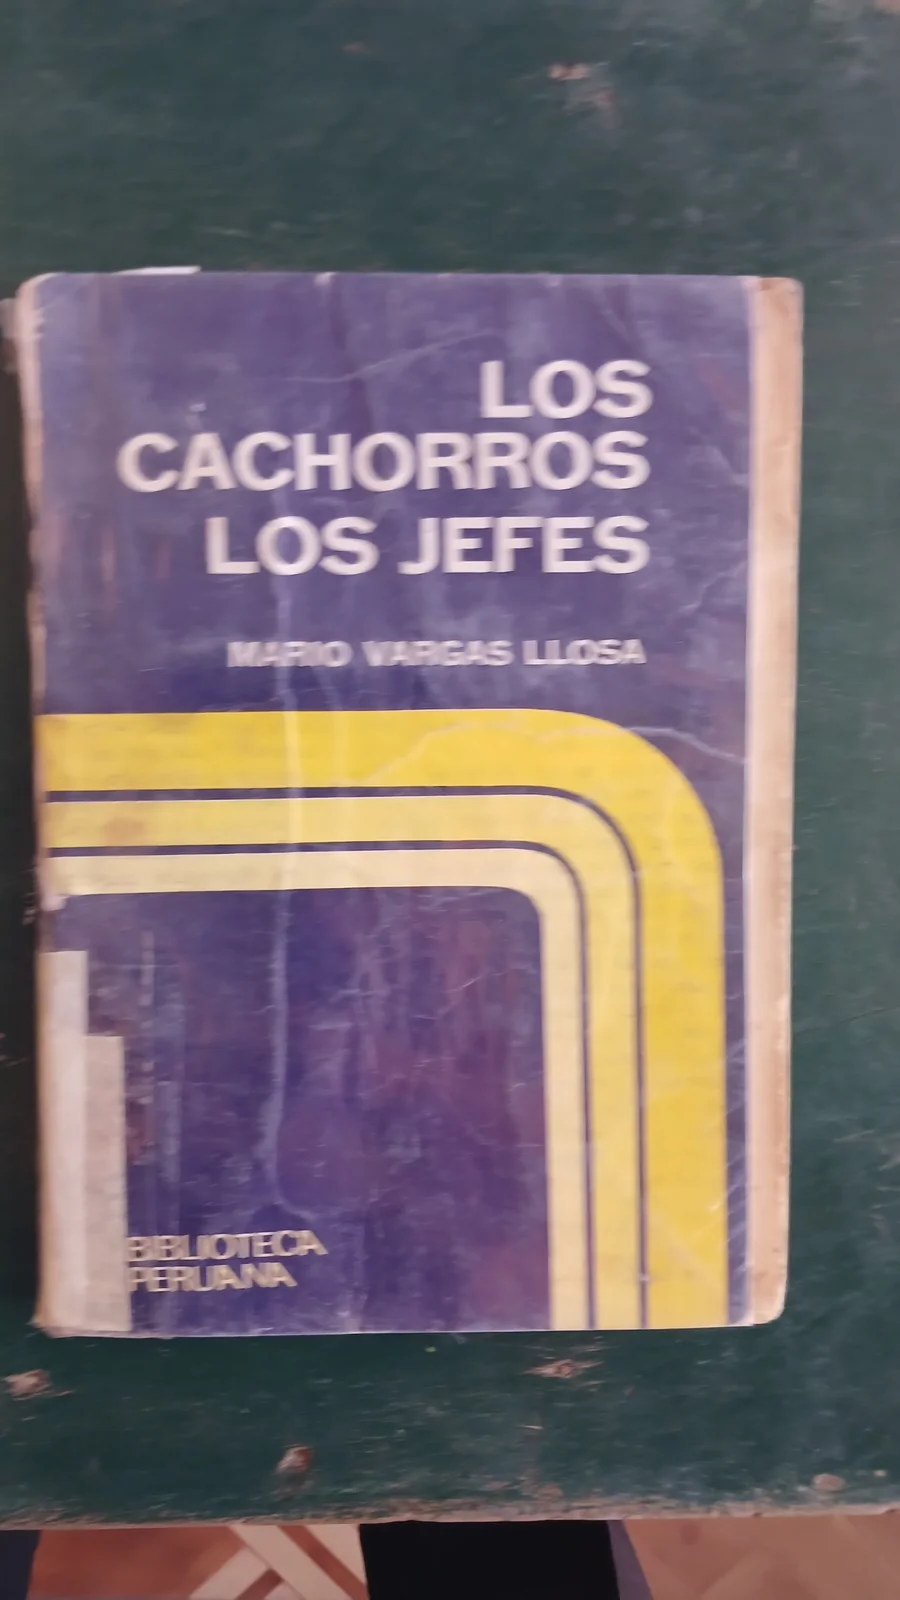 LOS
CACHORROS
LOS JEFES
MARIO VARGAS LLOSA
BIBLIOTECA
PERUANA